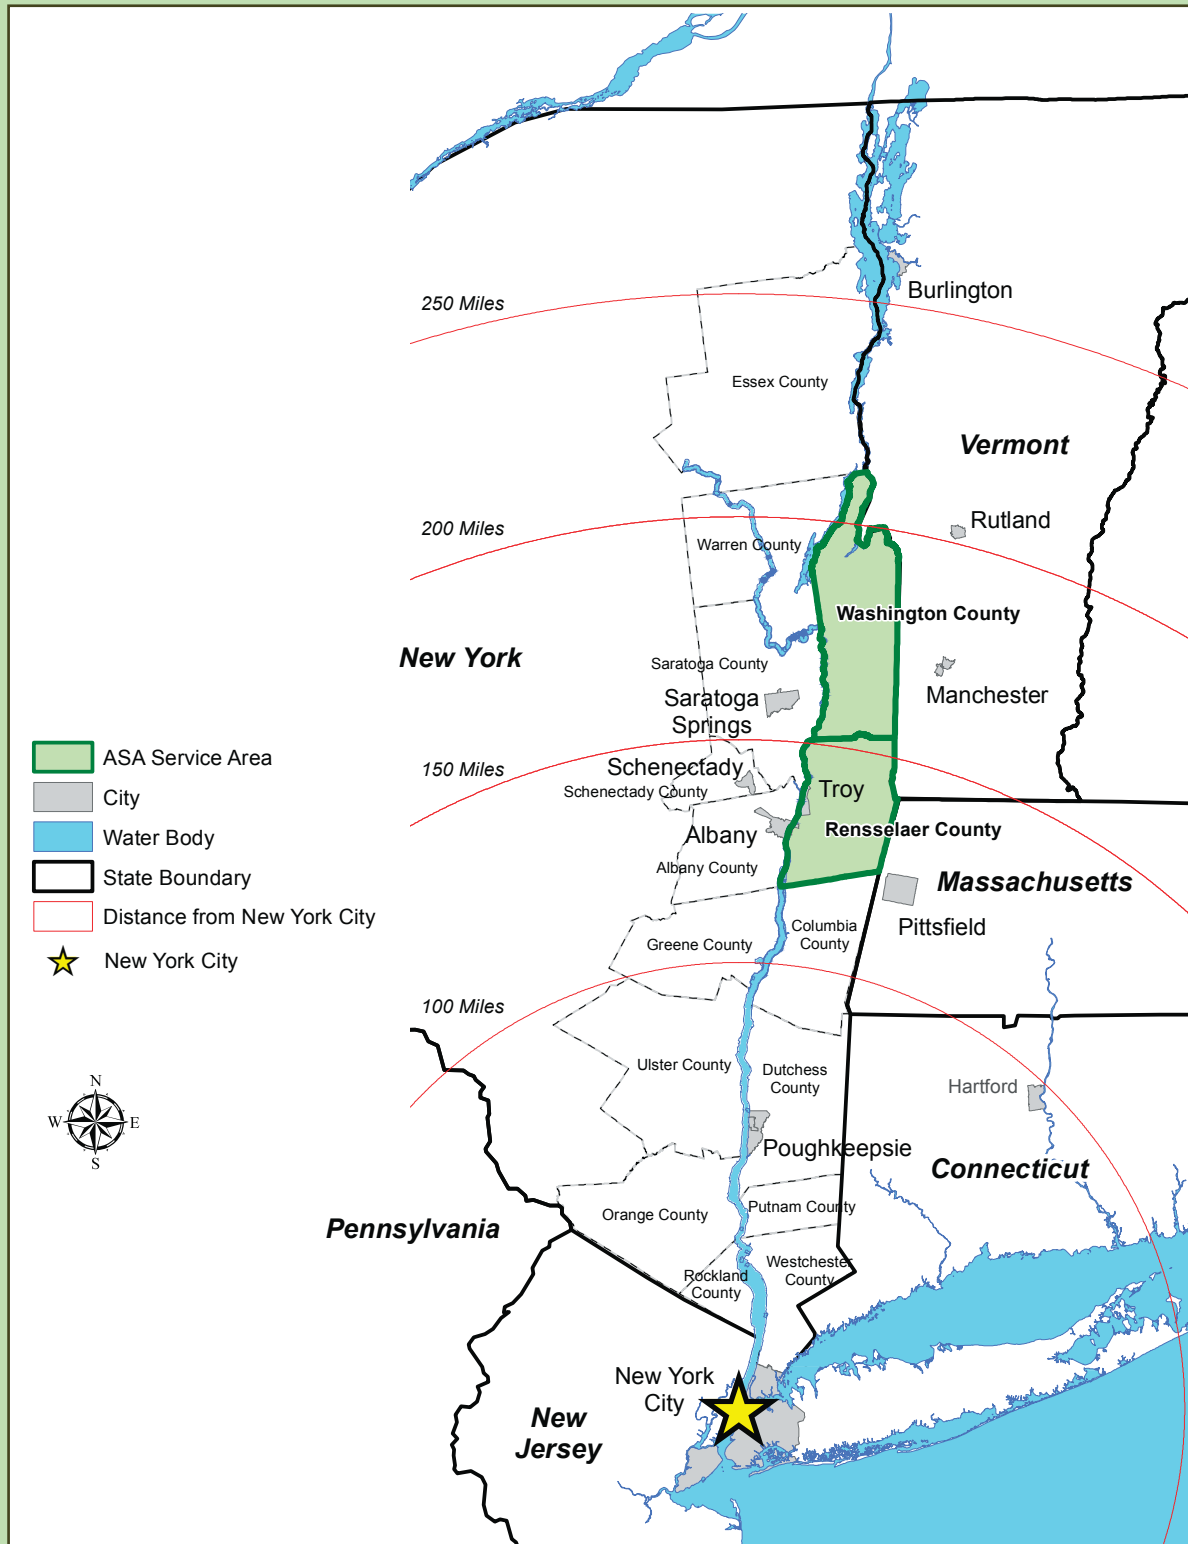 Burlington
250 Miles
Essex County
Vermont
Rutland
200 Miles
Warren County
Washington County
New York
Saratoga County
Manchester
Saratoga
Springs
ASA Service Area
150 Miles
Schenectady
Schenectady County
Troy
City
Albany
Rensselaer County
Water Body
Albany County
State Boundary
Massachusetts
Distance from New York City
Pittsfield
Columbia
County
Greene County
New York City
100 Miles
Ulster County
Dutchess
County
Hartford
N
W
E
S
Poughkeepsie
Connecticut
Putnam County
Orange County
Pennsylvania
Westchester
County
Rockland
County
New York
City
New
Jersey